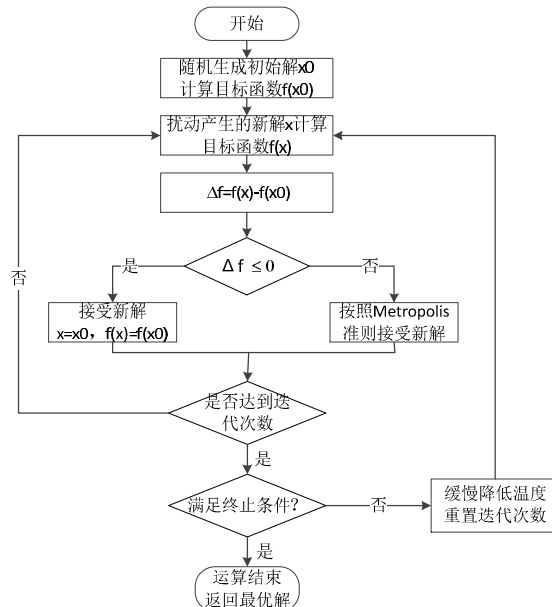 开始
随机生成初始解x0
计算目标函数f(x0)
扰动产生的新解x计算
目标函数f(x)
Δf=f(x)-f(x0)
Δf ≤ 0
是
否
接受新解
x=x0，f(x)=f(x0)
按照Metropolis
准则接受新解
否
是否达到迭
代次数
是
满足终止条件？
否
缓慢降低温度
重置迭代次数
是
运算结束
返回最优解